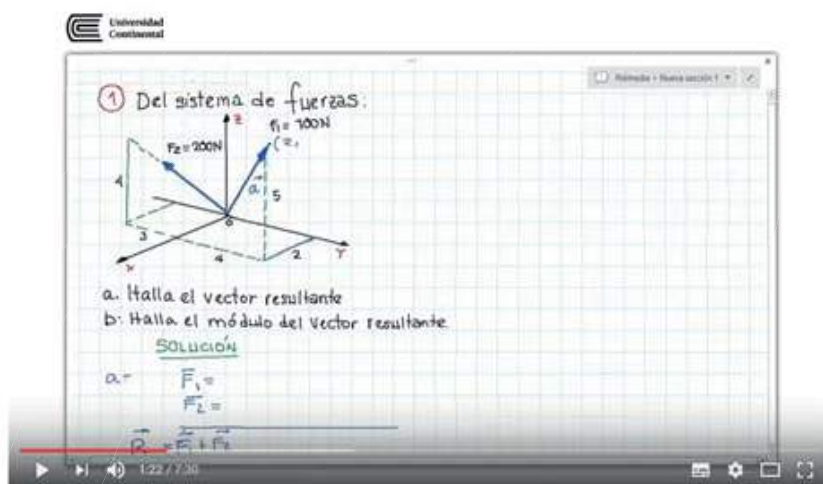 Universidad
Continental
1 Del sistema de fuerzas:
z
F1 = 700N
(2,
F2=200N
4
a
5
3
4
2
x
Y
a. Halla el vector resultante
b. Halla el módulo del vector resultante
SOLUCIÓN
a- F1 =
F2 =
R = F1 + F2
1:22 / 7:30